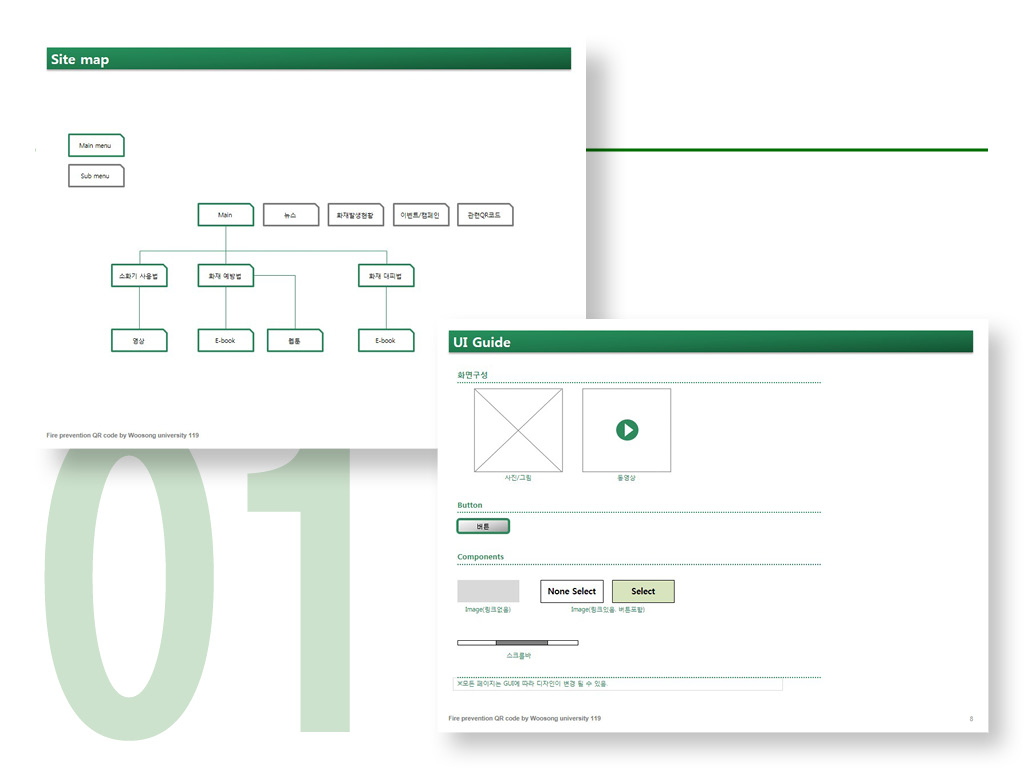 Site map
Main menu
Sub menu
Main
뉴스
화재발생현황
이벤트/캠페인
관련QR코드
소화기 사용법
화재 예방법
화재 대피법
영상
E-book
웹툰
E-book
Fire prevention QR code by Woosong university 119
01
UI Guide
화면구성
사진/그림
동영상
Button
버튼
Components
None Select
Select
Image(링크없음)
Image(링크있음. 버튼포함)
스크롤바
※모든 페이지는 GUI에 따라 디자인이 변경 될 수 있음.
Fire prevention QR code by Woosong university 119
8